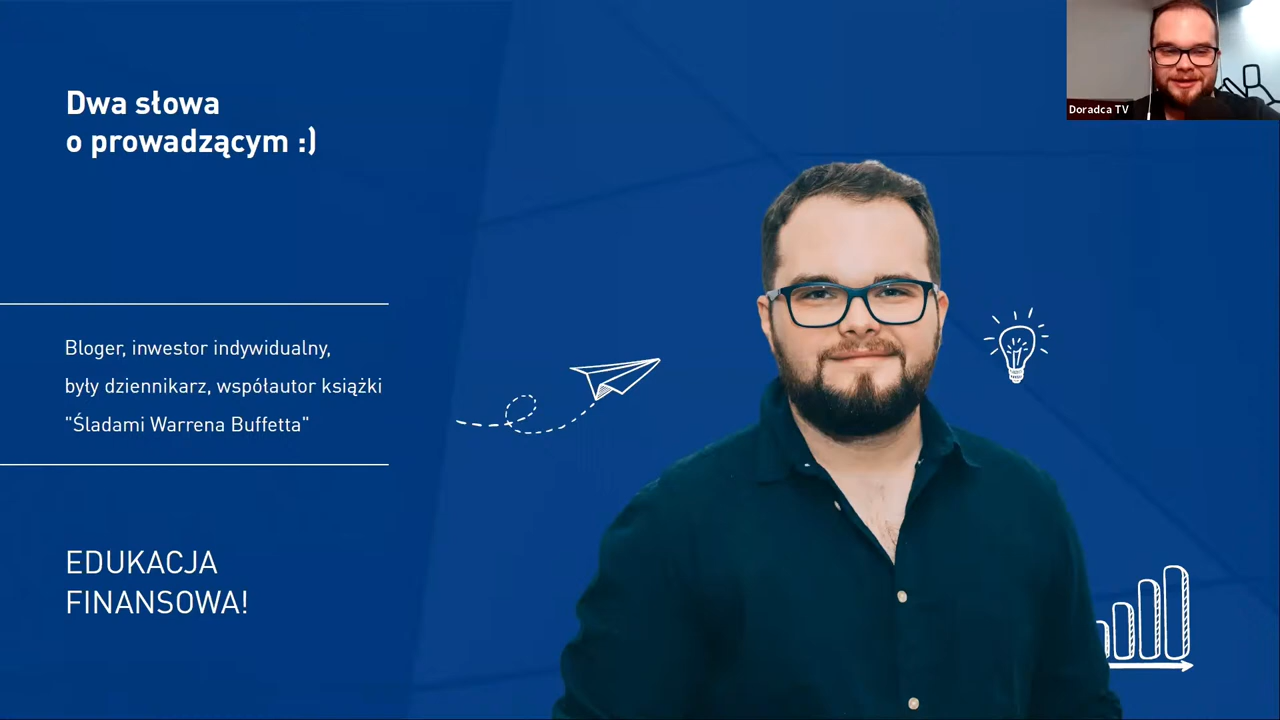 Dwa słowa
o prowadzącym :)
Doradca TV
Bloger, inwestor indywidualny,
były dziennikarz, współautor książki
"Śladami Warrena Buffetta"
EDUKACJA
FINANSOWA!